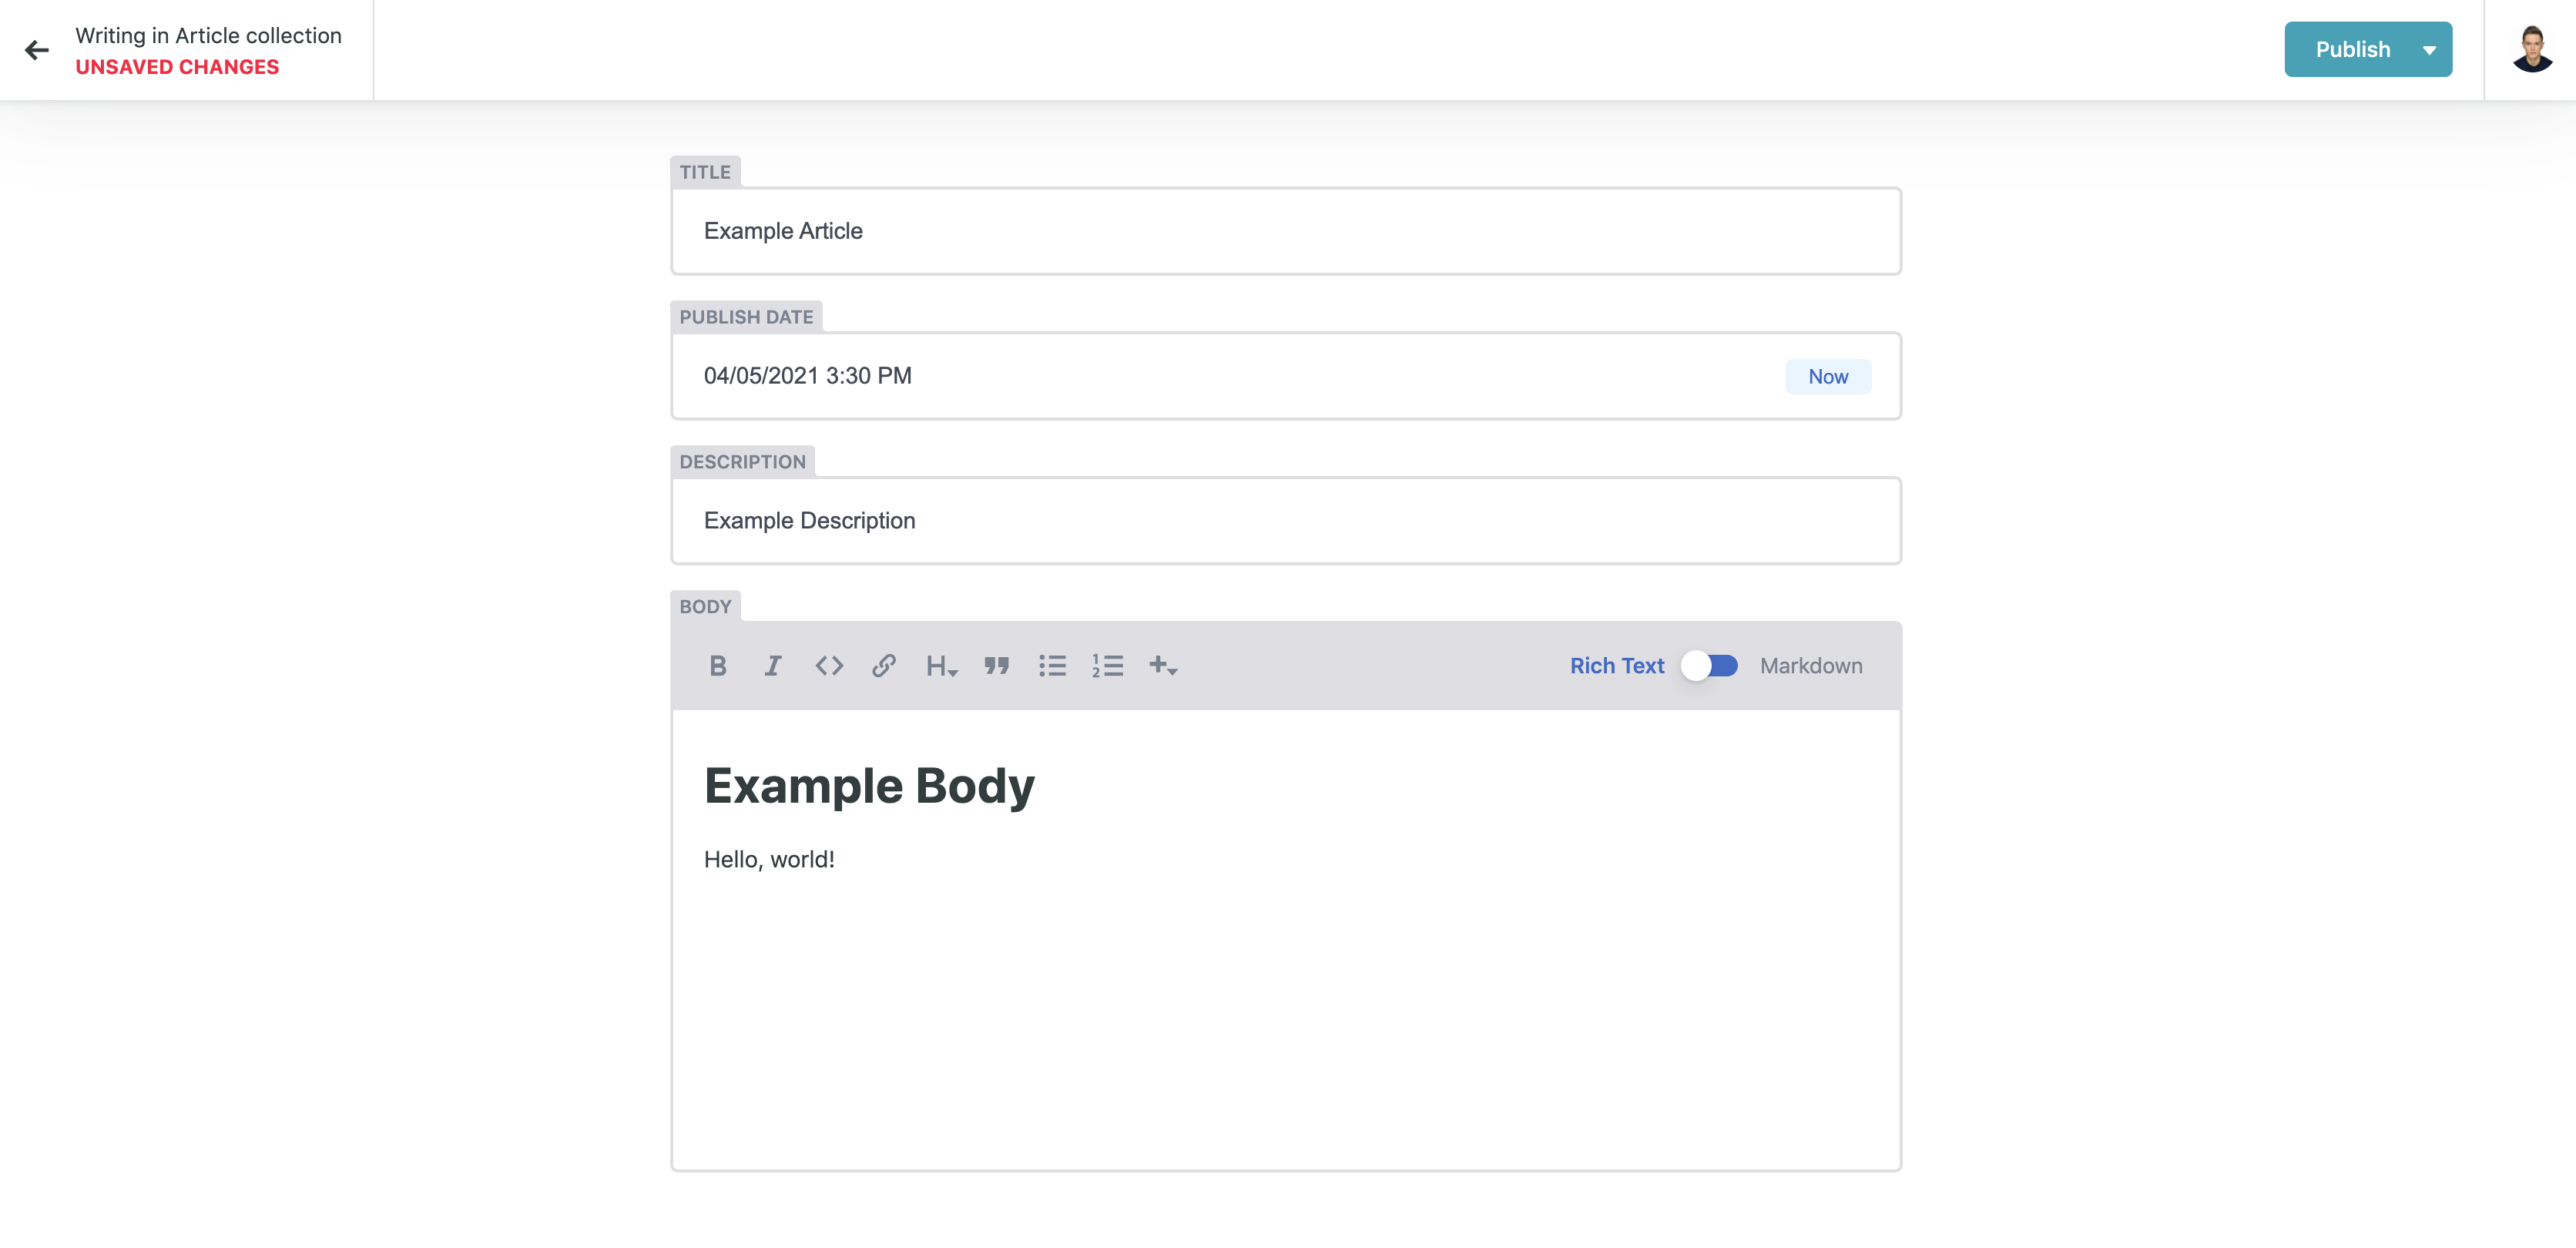 Writing in Article collection
UNSAVED CHANGES
Publish
TITLE
Example Article
PUBLISH DATE
04/05/2021 3:30 PM
Now
DESCRIPTION
Example Description
BODY
Rich Text Markdown
Example Body
Hello, world!